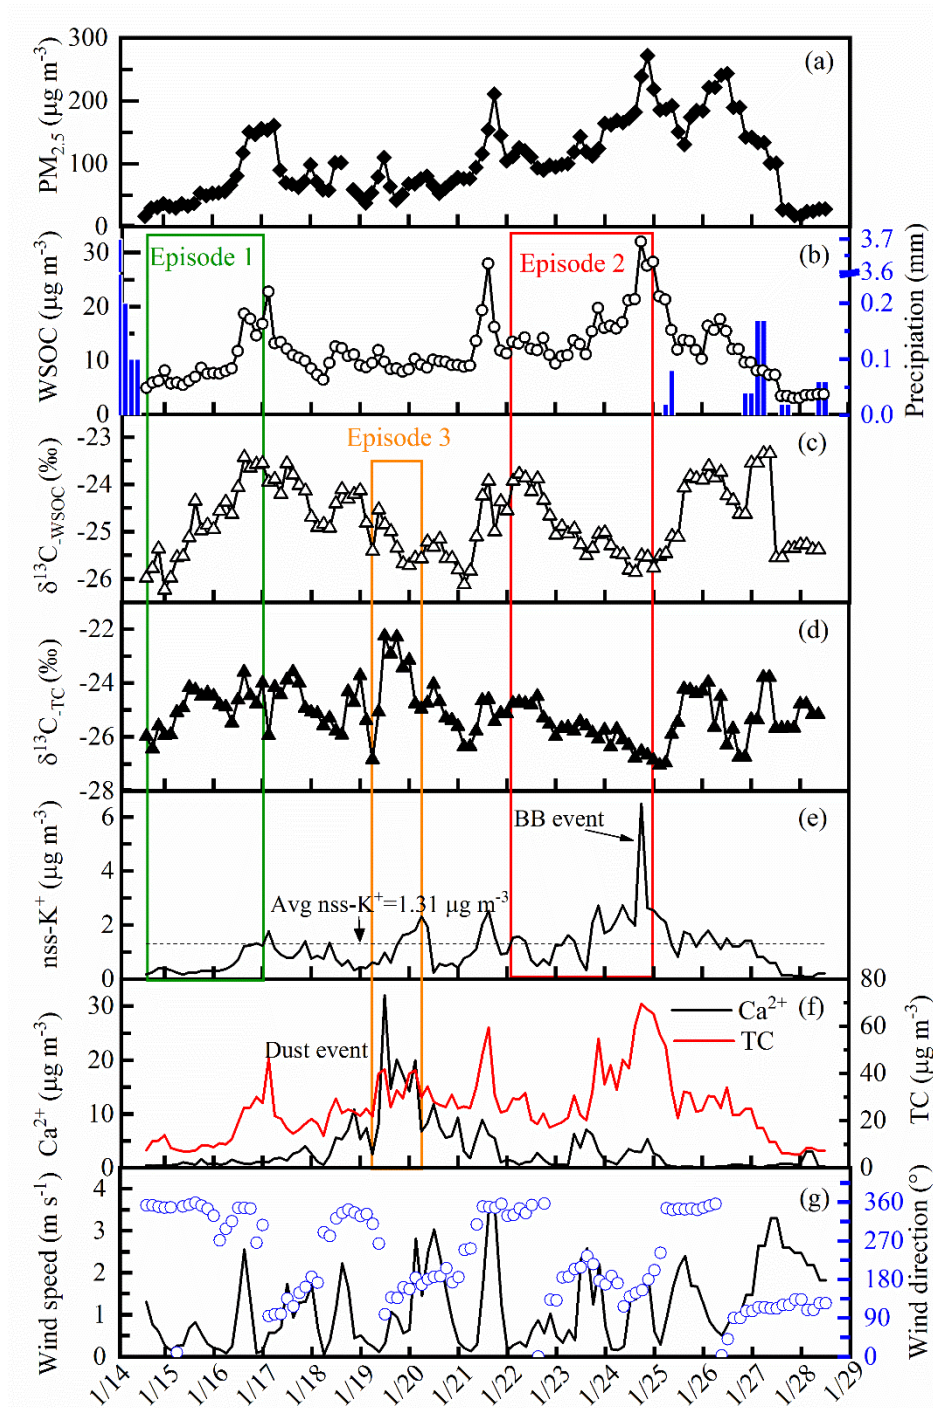 300
(a)
200
100
0
PM2.5 (μg m-3)
30
Episode 1
Episode 2
(b)
3.7
3.6
20
0.2
10
0.1
0
0.0
WSOC (μg m-3)
Precipiation (mm)
-23
Episode 3
(c)
-24
-25
-26
δ13C-WSOC (‰)
-22
(d)
-24
-26
-28
δ13C-TC (‰)
6
BB event
(e)
4
Avg nss-K+=1.31 μg m-3
2
0
nss-K+ (μg m-3)
80
30
Ca2+
(f)
TC
60
20
Dust event
40
10
20
0
0
Ca2+ (μg m-3)
TC (μg m-3)
4
(g)
360
3
270
2
180
1
90
0
0
Wind speed (m s-1)
Wind direction (°)
1/14 1/15 1/16 1/17 1/18 1/19 1/20 1/21 1/22 1/23 1/24 1/25 1/26 1/27 1/28 1/29